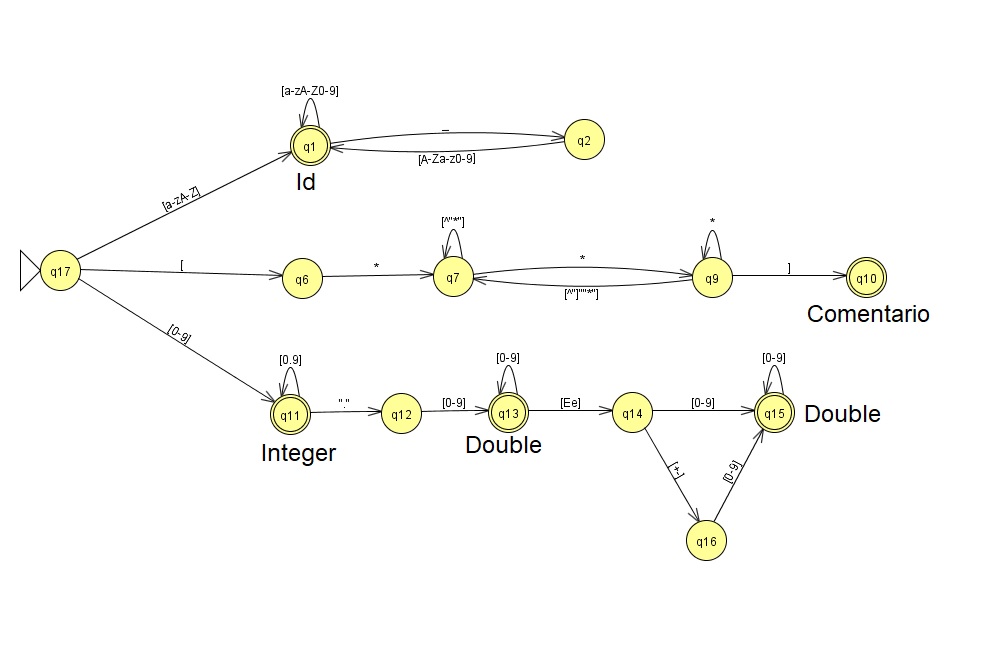 [a-zA-Z0-9]
q1
_
q2
[A-Za-z0-9]
Id
[a-zA-Z]
[^"*"]
*
q17
[
q6
*
q7
*
[^"]""*"]
q9
]
q10
Comentario
[0-9]
[0.9]
[0-9]
[0-9]
q11
"."
q12
[0-9]
q13
[Ee]
q14
[0-9]
q15
Double
Integer
Double
[+-]
[0-9]
q16